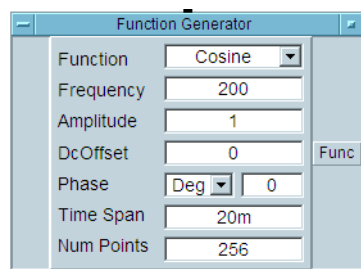 Function Generator
Function Cosine
Frequency 200
Amplitude 1
DcOffset 0 Func
Phase Deg 0
Time Span 20m
Num Points 256